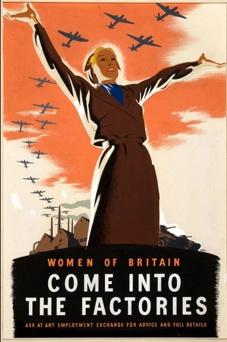 WOMEN OF BRITAIN
COME INTO
THE FACTORIES
ASK AT ANY EMPLOYMENT EXCHANGE FOR ADVICE AND FULL DETAILS